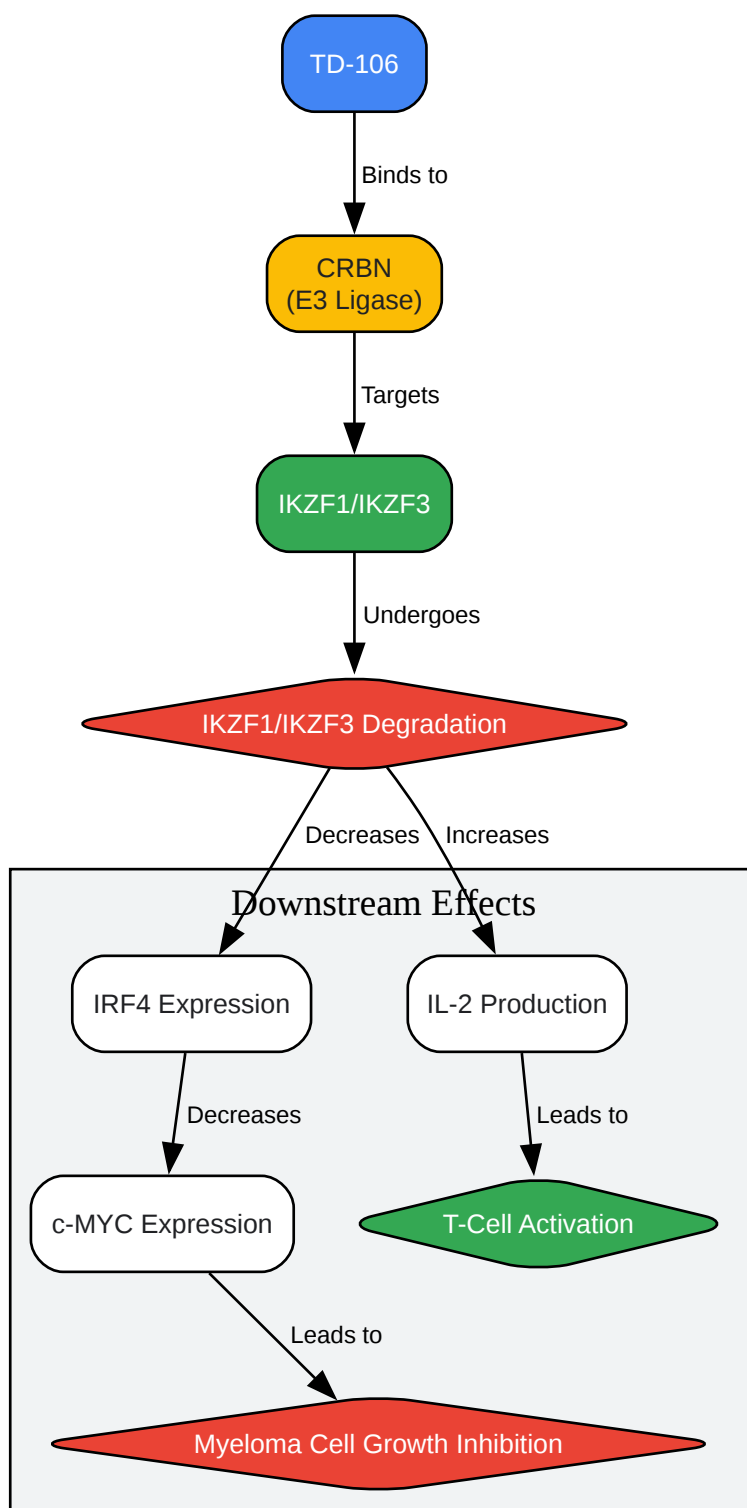 TD-106
Binds to
CRBN
(E3 Ligase)
Targets
IKZF1/IKZF3
Undergoes
IKZF1/IKZF3 Degradation
Decreases
Increases
Downstream Effects
IRF4 Expression
IL-2 Production
Decreases
Leads to
c-MYC Expression
T-Cell Activation
Leads to
Myeloma Cell Growth Inhibition